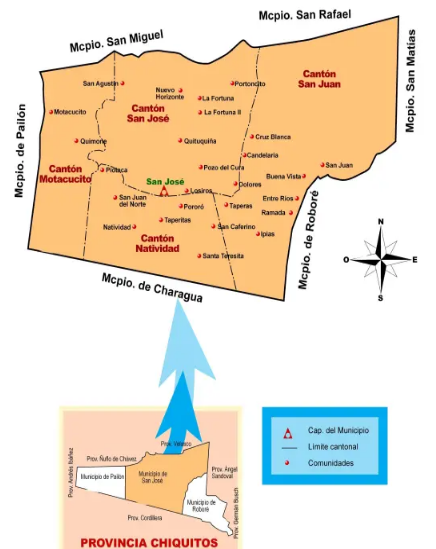 Mcpio. San Rafael
Mcpio. San Miguel
Mcpio. San Matías
Mcpio. de Pailón
Mcpio. de Roboré
Mcpio. de Charagua
Cantón
San Juan
Cantón
San José
Cantón
Motacucito
Cantón
Natividad
San Agustín
Nuevo
Horizonte
Portoncito
La Fortuna
La Fortuna II
Motacucito
Quimome
Quituquiña
Cruz Blanca
Candelaria
San Juan
Piococa
Pozo del Cura
Buena Vista
San José
Losiros
Dolores
San Juan
del Norte
Pororó
Taperas
Entre Ríos
Ramada
Taperitas
Natividad
San Caferino
Ipias
Santa Teresita
N
O
E
S
Cap. del Municipio
Límite cantonal
Comunidades
Prov. Velasco
Prov. Ñuflo de Chávez
Prov. Andrés Ibáñez
Municipio de Pailón
Municipio de
San José
Prov. Angel
Sandoval
Municipio de
Roboré
Prov. Cordillera
Prov. Germán Busch
PROVINCIA CHIQUITOS